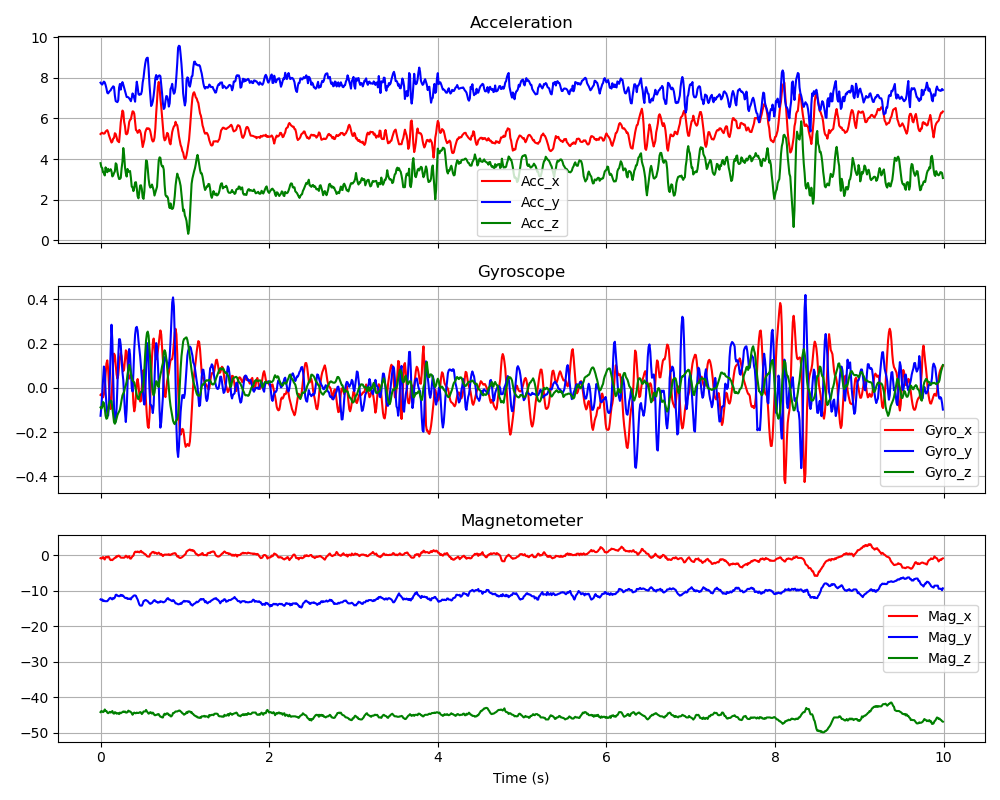 Acceleration
10
8
6
4
2
0
Acc_x
Acc_y
Acc_z
Gyroscope
0.4
0.2
0.0
−0.2
−0.4
Gyro_x
Gyro_y
Gyro_z
Magnetometer
0
−10
−20
−30
−40
−50
Mag_x
Mag_y
Mag_z
0 2 4 6 8 10
Time (s)